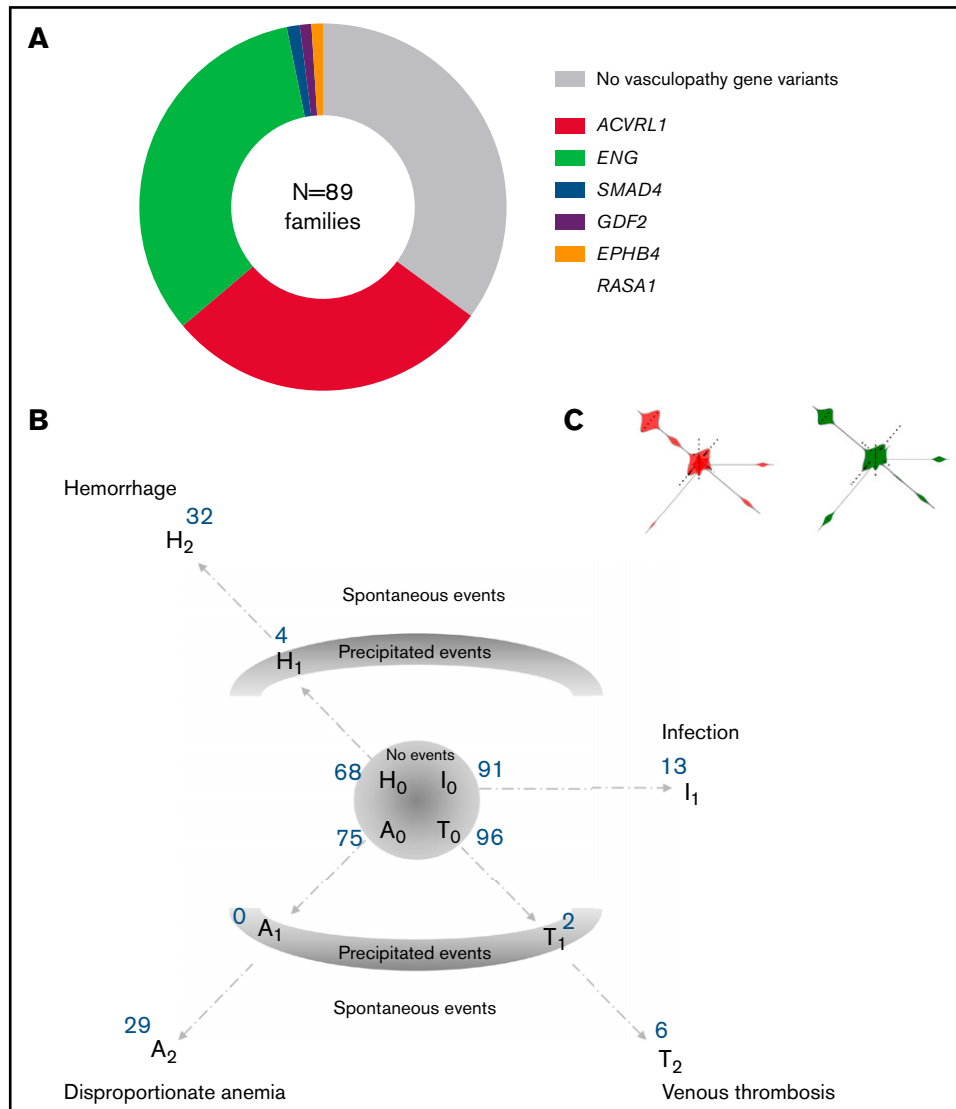 A
N=89
families
No vasculopathy gene variants
ACVRL1
ENG
SMAD4
GDF2
EPHB4
RASA1
B
C
Hemorrhage
32
H2
Spontaneous events
4
H1
Precipitated events
No events
68
H0
I0
91
Infection
13
I1
75
A0
T0
96
0
A1
Precipitated events
T1
2
Spontaneous events
29
A2
6
T2
Disproportionate anemia
Venous thrombosis